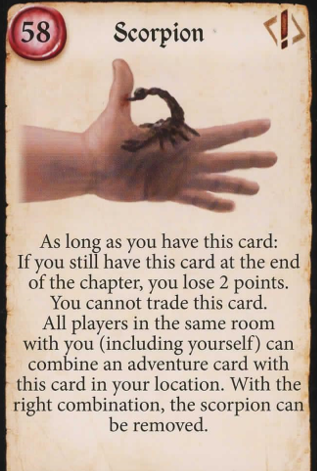 58
Scorpion
!
As long as you have this card:
If you still have this card at the end
of the chapter, you lose 2 points.
You cannot trade this card.
All players in the same room
with you (including yourself) can
combine an adventure card with
this card in your location. With the
right combination, the scorpion can
be removed.